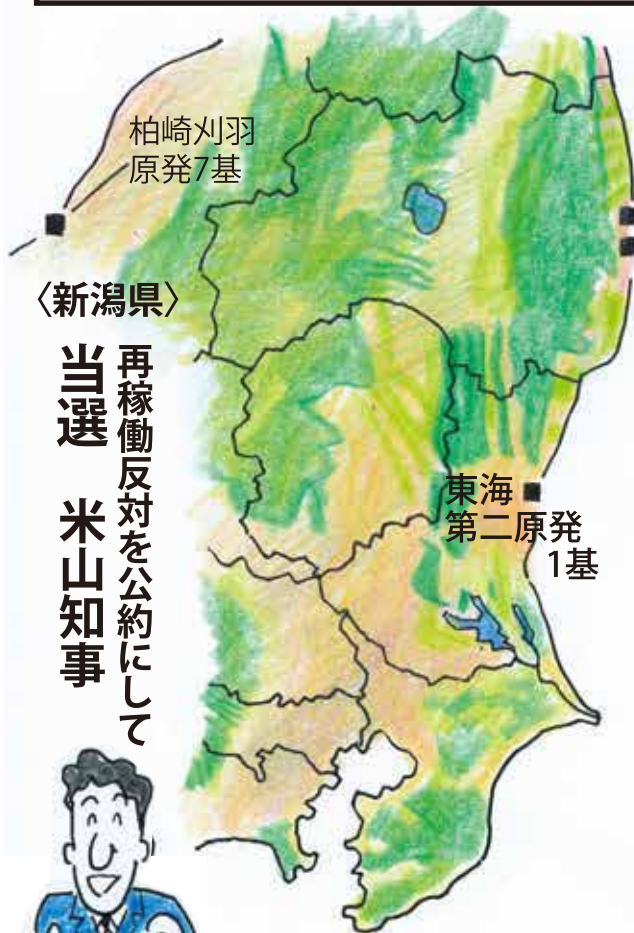 柏崎刈羽
原発7基
〈新潟県〉
再稼働反対を公約にして
当選　米山知事
東海
第二原発
1基